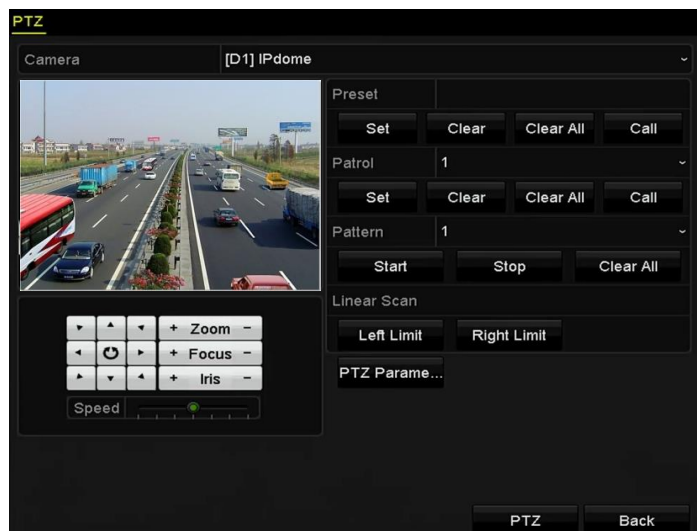 PTZ
Camera [D1] IPdome
Preset
Set Clear Clear All Call
Patrol 1
Set Clear Clear All Call
Pattern 1
Start Stop Clear All
Linear Scan
Left Limit Right Limit
PTZ Parame...
+ Zoom −
+ Focus −
+ Iris −
Speed
PTZ Back